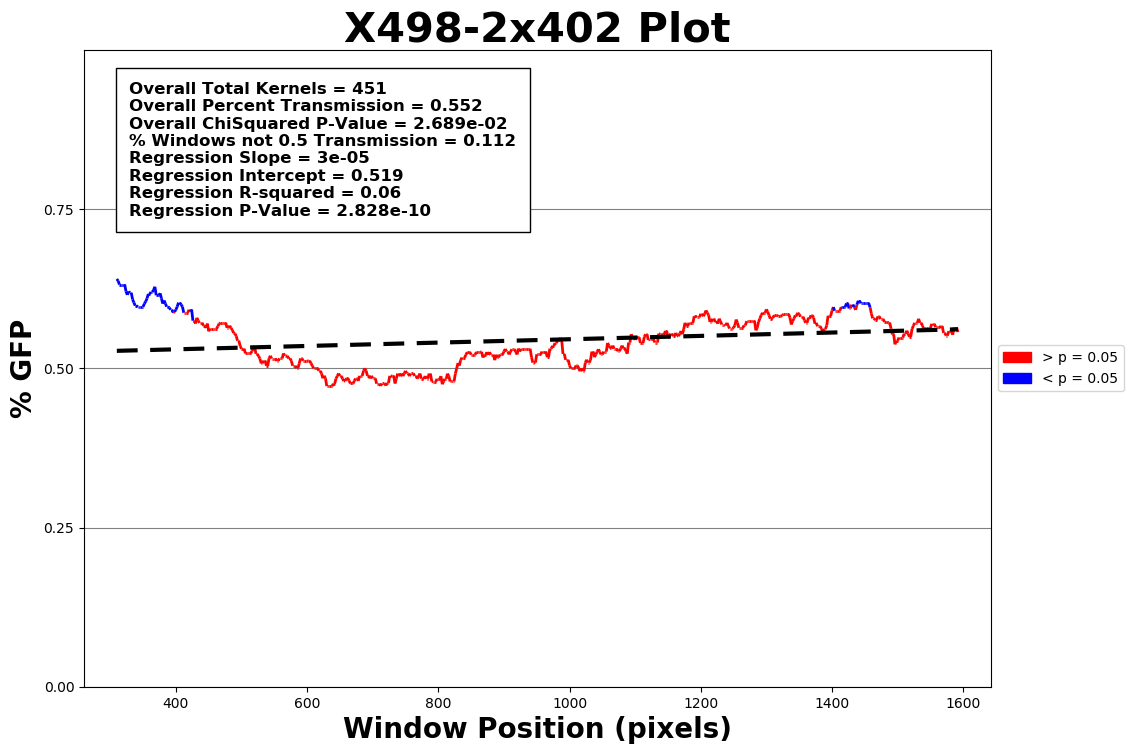 X498-2x402 Plot
Overall Total Kernels = 451
Overall Percent Transmission = 0.552
Overall ChiSquared P-Value = 2.689e-02
% Windows not 0.5 Transmission = 0.112
Regression Slope = 3e-05
Regression Intercept = 0.519
Regression R-squared = 0.06
Regression P-Value = 2.828e-10
% GFP
0.75
0.50
0.25
0.00
400 600 800 1000 1200 1400 1600
Window Position (pixels)
> p = 0.05
< p = 0.05